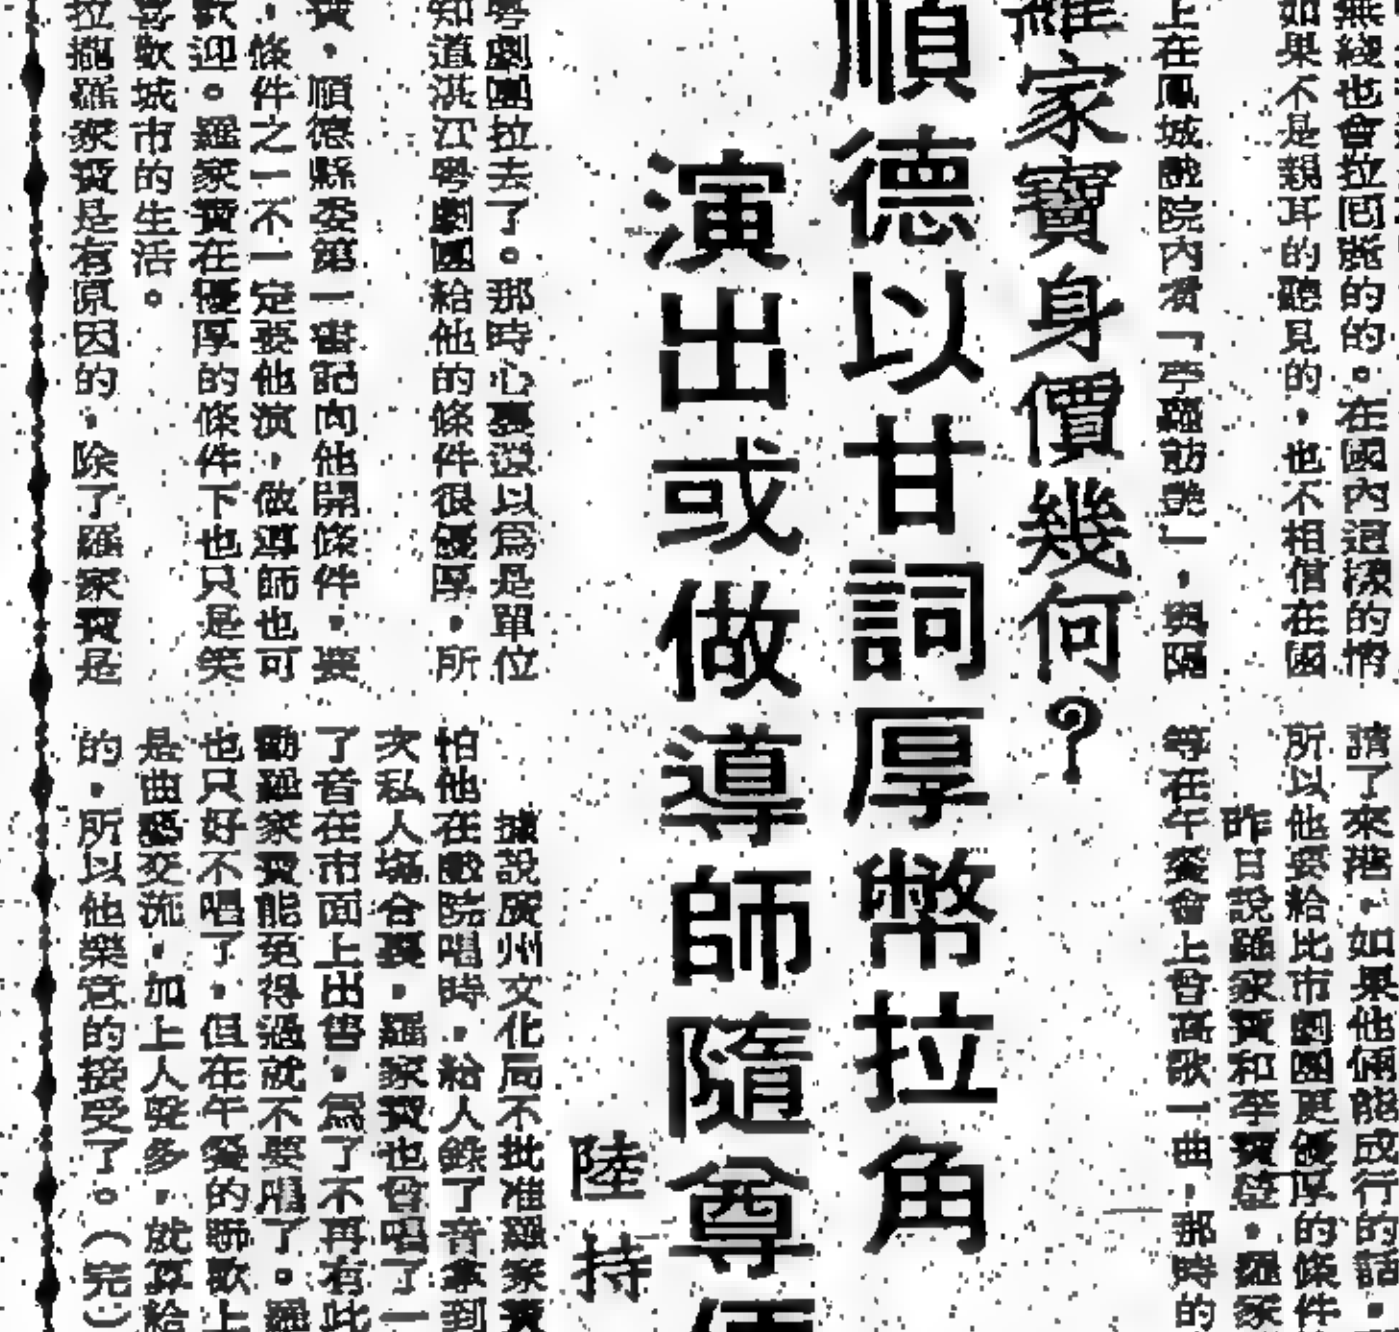 無綫也會拉回來的的。在國內這樣的情
如果不是親耳的聽見的，也不相信在國
上在鳳城戲院內演「李龍訪艷」，與隔
羅家寶身價幾何？
順德以甘詞厚幣拉角
演出或做導師隨尊便
陸持
粵劇團拉去了。那時心裏還以為是單位
知道湛江粵劇團給他的條件很優厚，所
寶，順德縣委第一書記向他開條件，要
，條件之一不一定要他演，做導師也可
歡迎。羅家寶在優厚的條件下也只是笑
喜歡城市的生活。
拉攏羅家寶是有原因的，除了羅家寶是
請了來港，如果他倆能成行的話，
所以他要給比市劇團更優厚的條件
昨日說羅家寶和李寶瑩，羅家
等在午宴會上曾高歌一曲，那時的
據說廣州文化局不批准羅家寶
怕他在戲院唱時，給人錄了音拿到
次私人塲合裏，羅家寶也曾唱了一
了音在市面上出售，為了不再有此
勸羅家寶能免得過就不要唱了。羅
也只好不唱了，但在午餐的聯歡上
是曲藝交流，加上人登多，就算給
的，所以他樂意的接受了。（完）